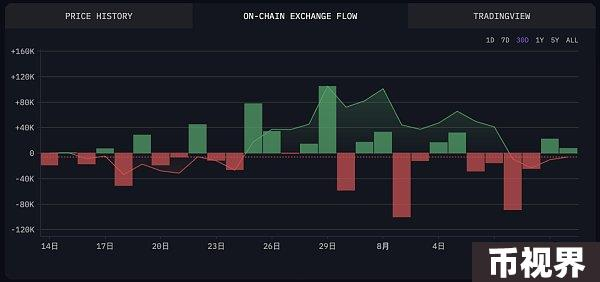 PRICE HISTORY ON-CHAIN EXCHANGE FLOW TRADINGVIEW
1D 7D 30D 1Y 5Y ALL
+160K
+120K
+80K
+40K
0
-40K
-80K
-120K
14日 17日 20日 23日 26日 29日 8月 4日
币视界